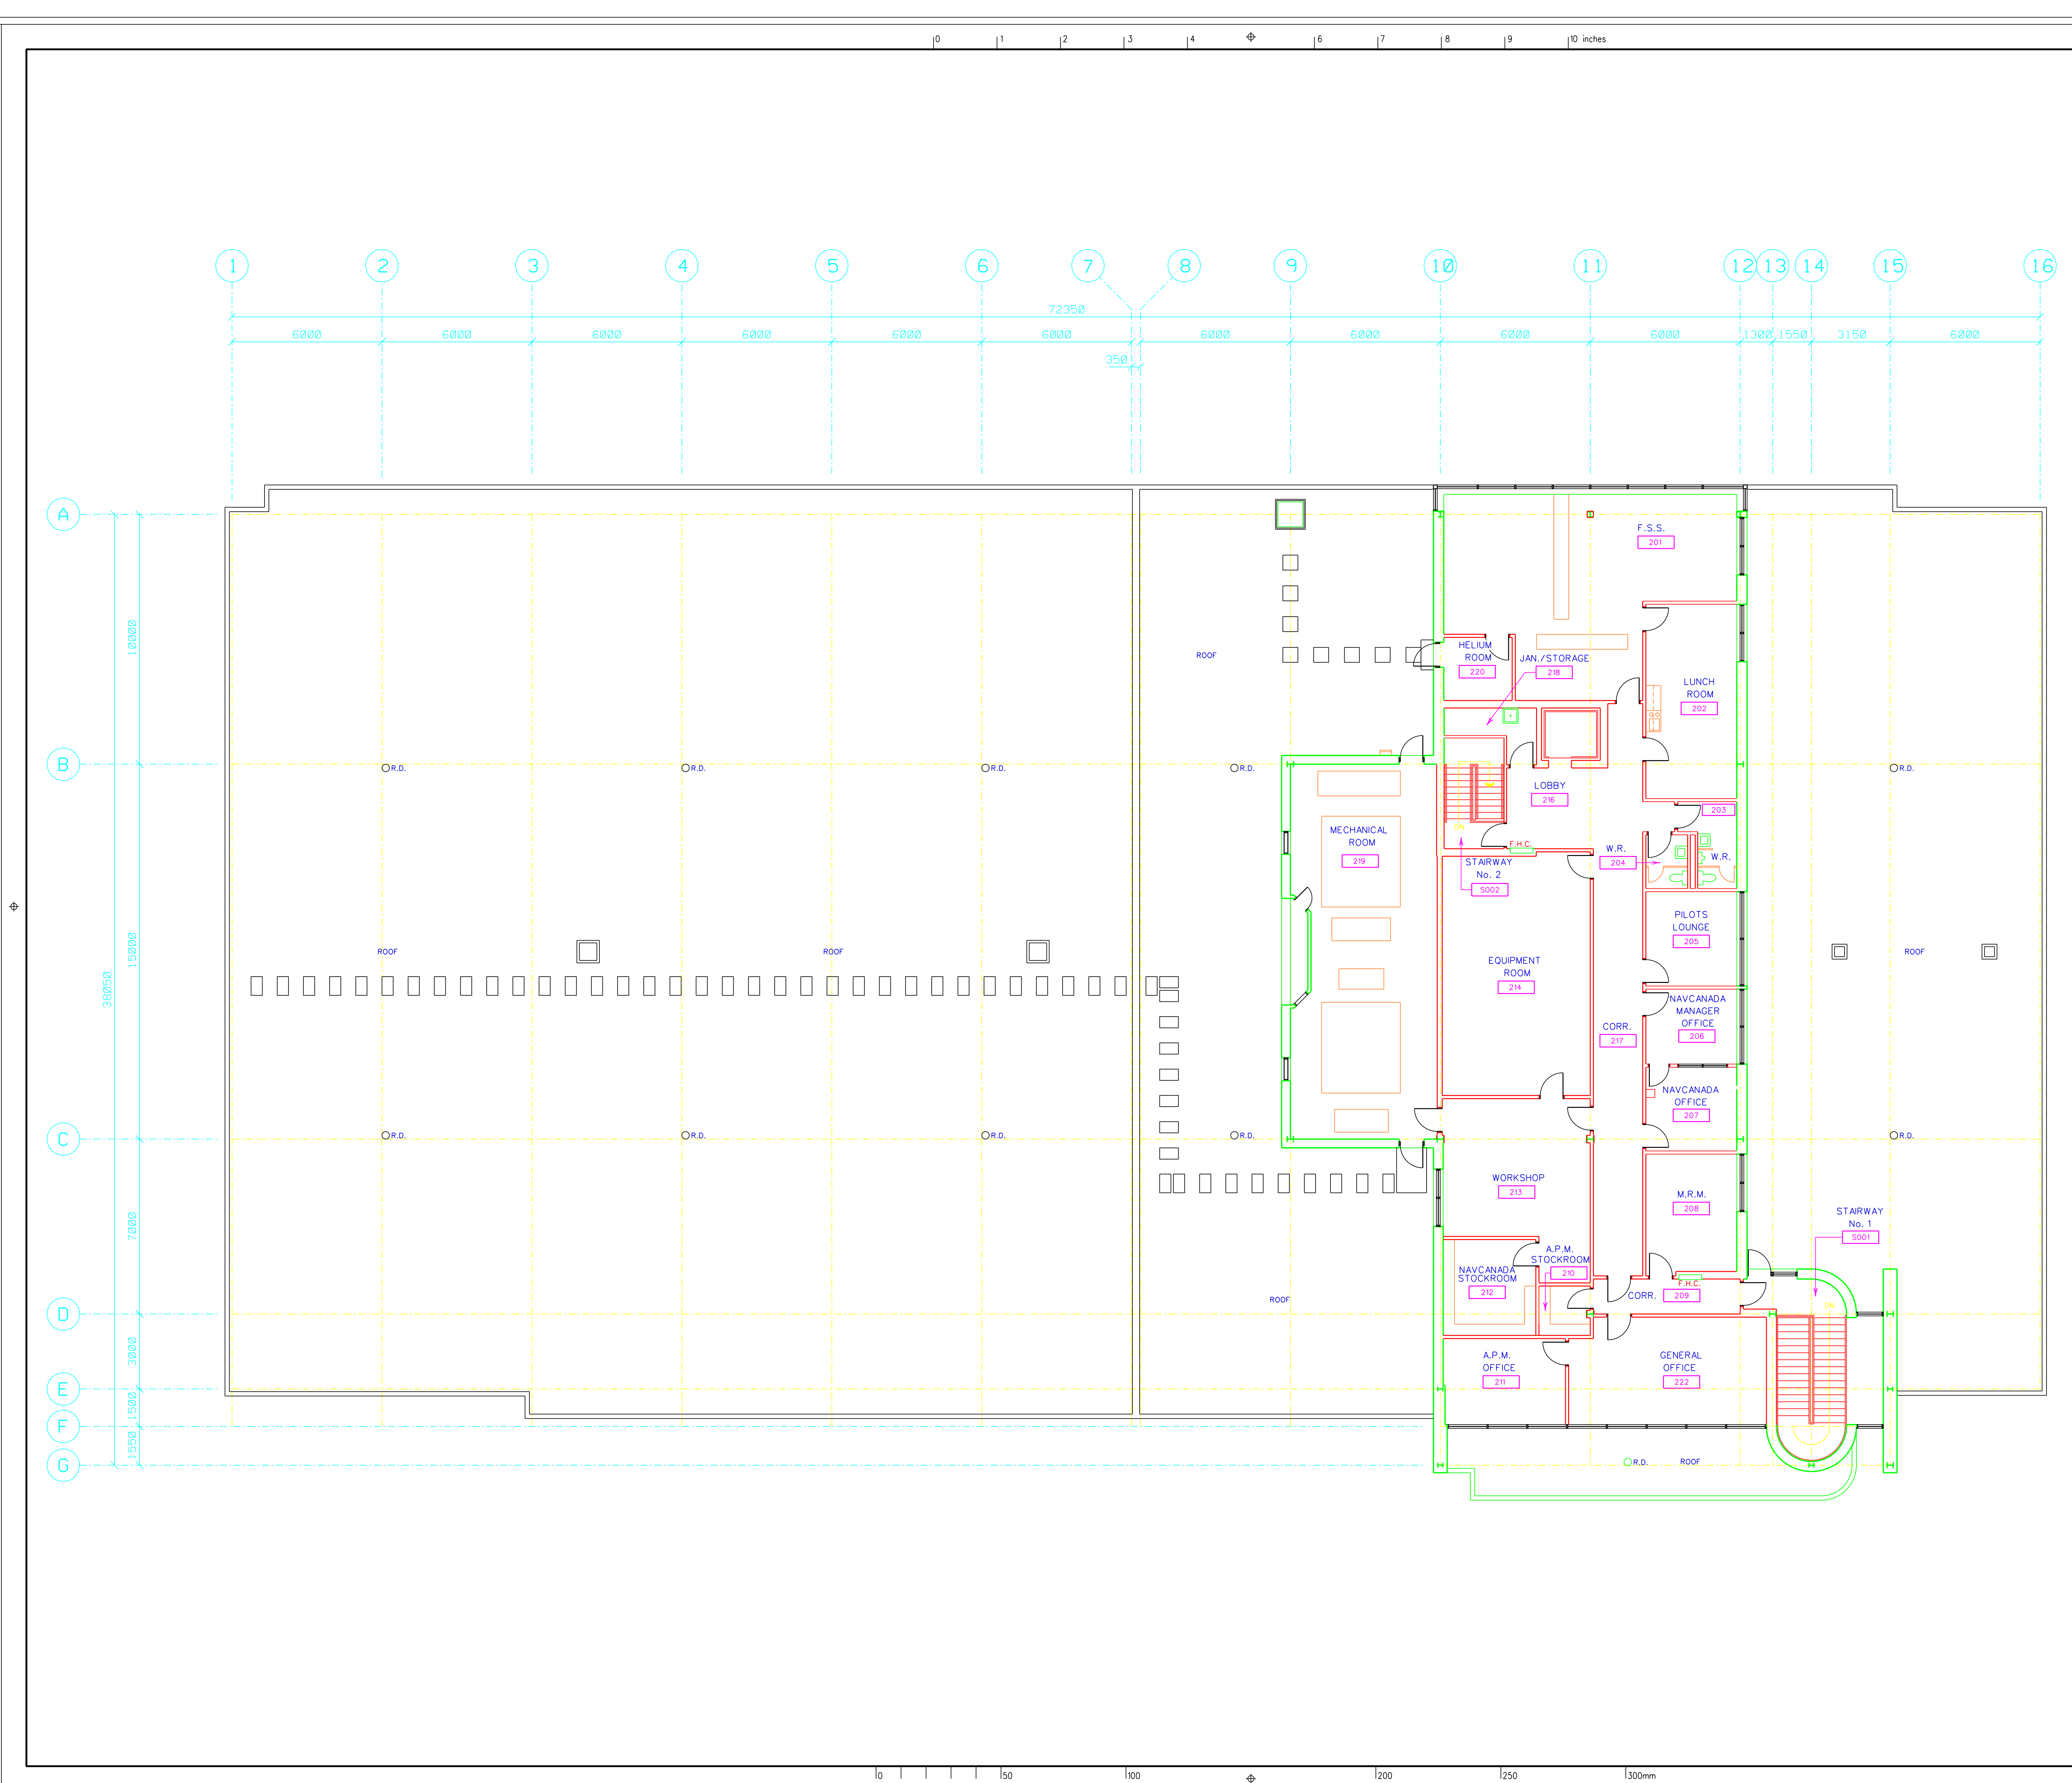 0 1 2 3 4 6 7 8 9 10 inches
1 2 3 4 5 6 7 8 9 10 11 12 13 14 15 16
72350
6000 6000 6000 6000 6000 6000 6000 6000 6000 6000 1300 1550 3150 6000
350
A
F.S.S.
201
10000
ROOF
HELIUM
ROOM
220
JAN./STORAGE
218
LUNCH
ROOM
202
B
R.D. R.D. R.D. R.D. R.D.
LOBBY
216
203
DN
MECHANICAL
ROOM
219
F.H.C.
STAIRWAY
No. 2
S002
W.R.
204
W.R.
PILOTS
LOUNGE
205
15000
38050
ROOF ROOF ROOF
EQUIPMENT
ROOM
214
NAVCANADA
MANAGER
OFFICE
206
CORR.
217
NAVCANADA
OFFICE
207
C
R.D. R.D. R.D. R.D. R.D.
WORKSHOP
213
M.R.M.
208
7000
STAIRWAY
No. 1
S001
A.P.M.
STOCKROOM
210
NAVCANADA
STOCKROOM
212
F.H.C.
CORR.
209
ROOF
DN
D
3000
A.P.M.
OFFICE
211
GENERAL
OFFICE
222
E
1500
F
1550
G
R.D. ROOF
0 50 100 200 250 300mm